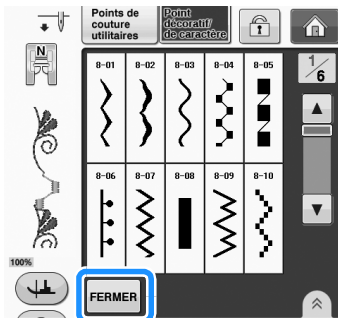 Points de
couture
utilitaires
Point
décoratif/
de caractère
N
8-01 8-02 8-03 8-04 8-05
1/6
8-06 8-07 8-08 8-09 8-10
100%
FERMER